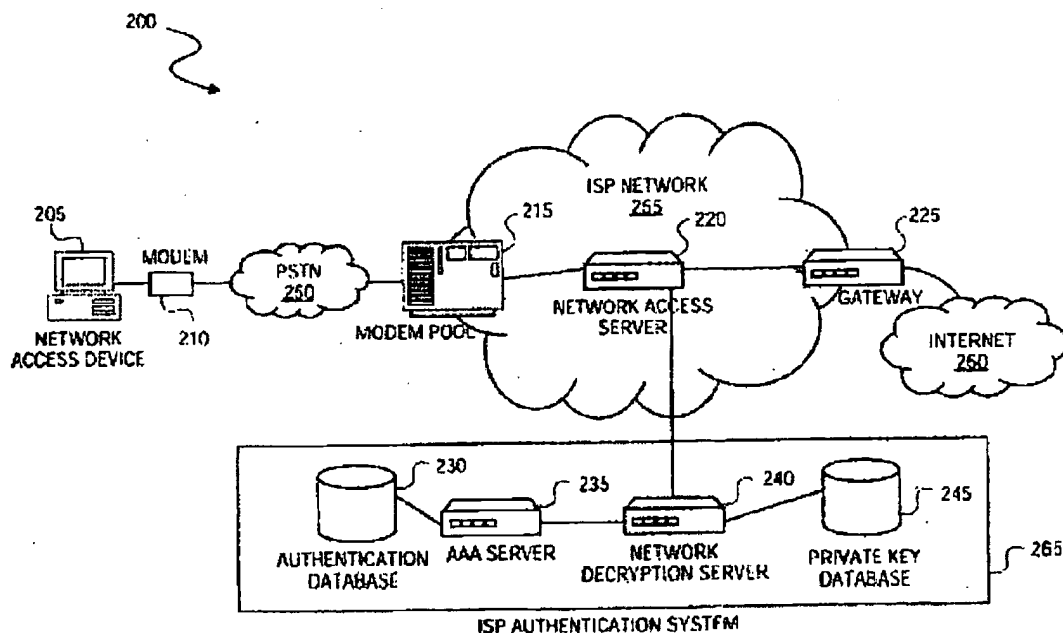 200
ISP NETWORK
255
205
215
220
225
MODEM
PSTN
250
210
NETWORK
ACCESS DEVICE
MODEM POOL
NETWORK ACCESS
SERVER
GATEWAY
INTERNET
260
230
235
240
245
265
AUTHENTICATION
DATABASE
AAA SERVER
NETWORK
DECRYPTION SERVER
PRIVATE KEY
DATABASE
ISP AUTHENTICATION SYSTEM